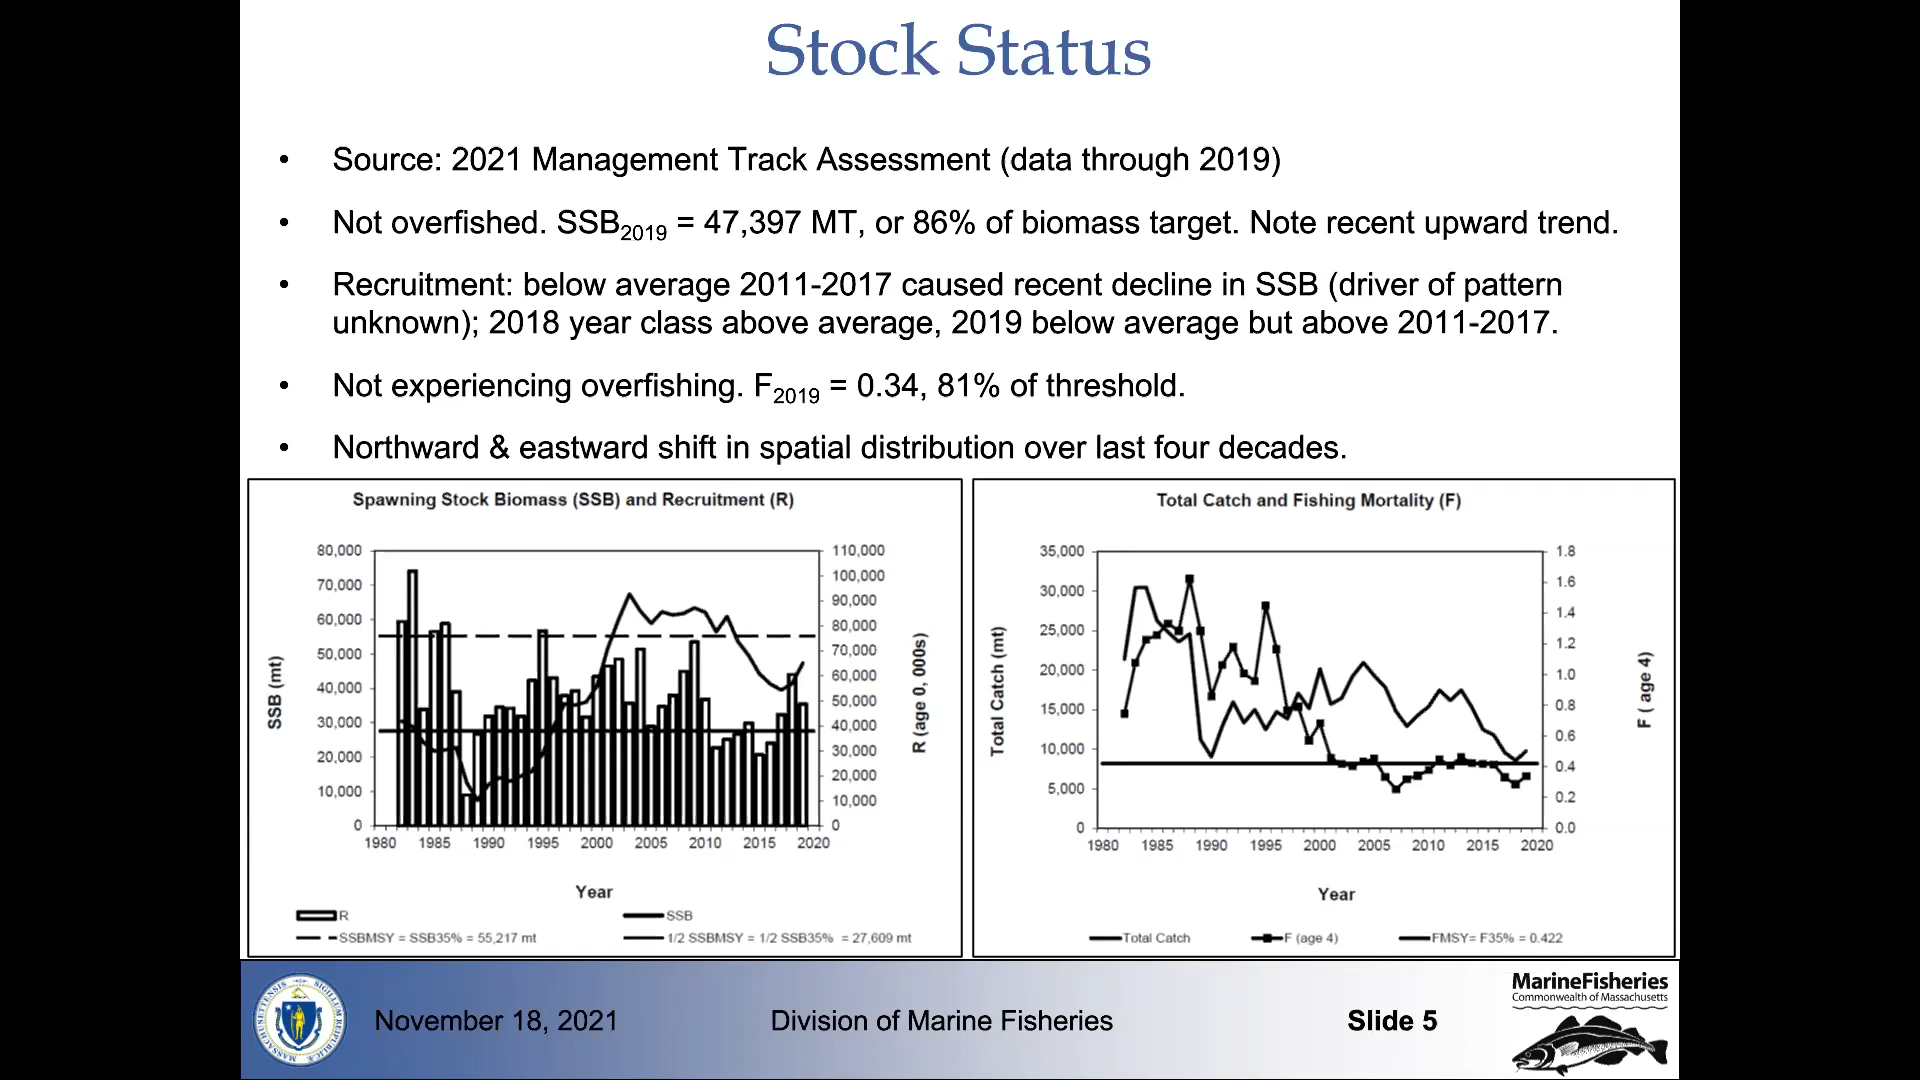 Stock Status
• Source: 2021 Management Track Assessment (data through 2019)
• Not overfished. SSB2019 = 47,397 MT, or 86% of biomass target. Note recent upward trend.
• Recruitment: below average 2011-2017 caused recent decline in SSB (driver of pattern
unknown); 2018 year class above average, 2019 below average but above 2011-2017.
• Not experiencing overfishing. F2019 = 0.34, 81% of threshold.
• Northward & eastward shift in spatial distribution over last four decades.
Spawning Stock Biomass (SSB) and Recruitment (R)
80,000
70,000
60,000
50,000
40,000
30,000
20,000
10,000
0
SSB (mt)
110,000
100,000
90,000
80,000
70,000
60,000
50,000
40,000
30,000
20,000
10,000
0
R (age 0, 000s)
1980 1985 1990 1995 2000 2005 2010 2015 2020
Year
R SSB
SSBMSY = SSB35% = 55,217 mt 1/2 SSBMSY = 1/2 SSB35% = 27,609 mt
Total Catch and Fishing Mortality (F)
35,000
30,000
25,000
20,000
15,000
10,000
5,000
0
Total Catch (mt)
1.8
1.6
1.4
1.2
1.0
0.8
0.6
0.4
0.2
0.0
F ( age 4)
1980 1985 1990 1995 2000 2005 2010 2015 2020
Year
Total Catch F (age 4) FMSY= F35% = 0.422
November 18, 2021 Division of Marine Fisheries Slide 5
MarineFisheries
Commonwealth of Massachusetts